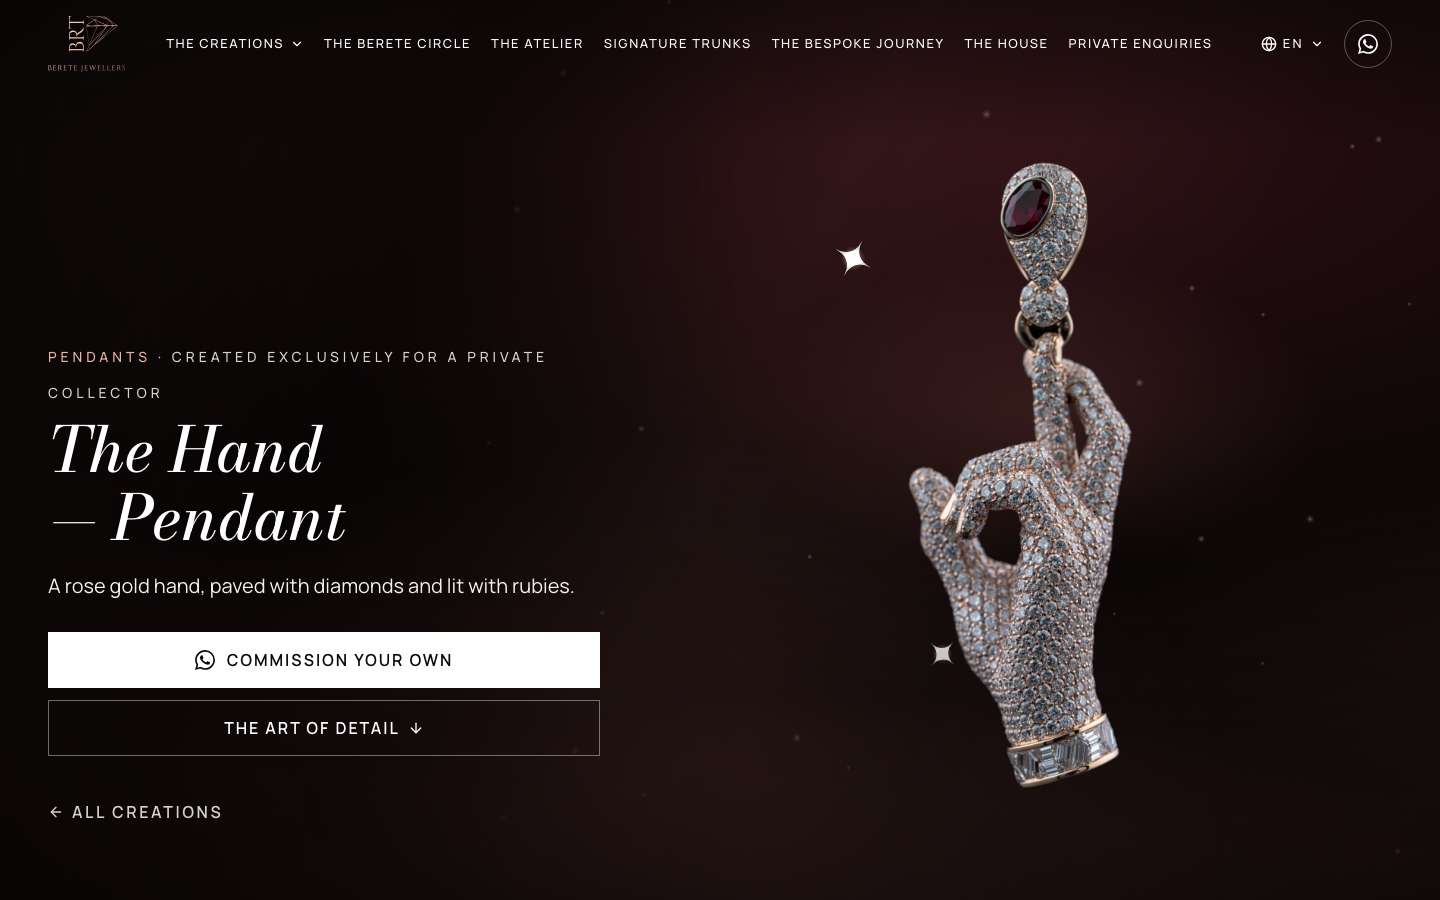 BRT
BERETE JEWELLERS
THE CREATIONS
THE BERETE CIRCLE
THE ATELIER
SIGNATURE TRUNKS
THE BESPOKE JOURNEY
THE HOUSE
PRIVATE ENQUIRIES
EN
PENDANTS · CREATED EXCLUSIVELY FOR A PRIVATE
COLLECTOR
The Hand
— Pendant
A rose gold hand, paved with diamonds and lit with rubies.
COMMISSION YOUR OWN
THE ART OF DETAIL ↓
← ALL CREATIONS